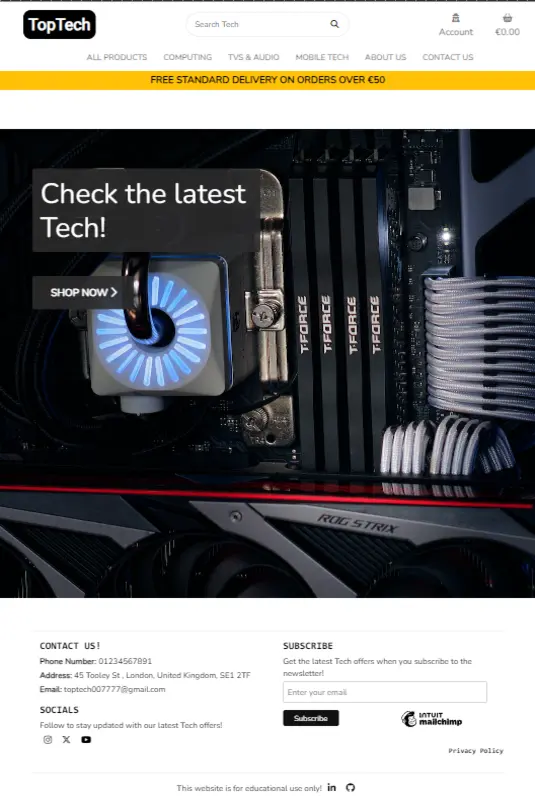 TopTech
Search Tech
Account
€0.00
ALL PRODUCTS COMPUTING TVS & AUDIO MOBILE TECH ABOUT US CONTACT US
FREE STANDARD DELIVERY ON ORDERS OVER €50
Check the latest
Tech!
SHOP NOW
T-FORCE
T-FORCE
T-FORCE
T-FORCE
ROG STRIX
CONTACT US!
Phone Number: 01234567891
Address: 45 Tooley St , London, United Kingdom, SE1 2TF
Email: toptech007777@gmail.com
SOCIALS
Follow to stay updated with our latest Tech offers!
SUBSCRIBE
Get the latest Tech offers when you subscribe to the
newsletter!
Enter your email
Subscribe
INTUIT
mailchimp
Privacy Policy
This website is for educational use only!